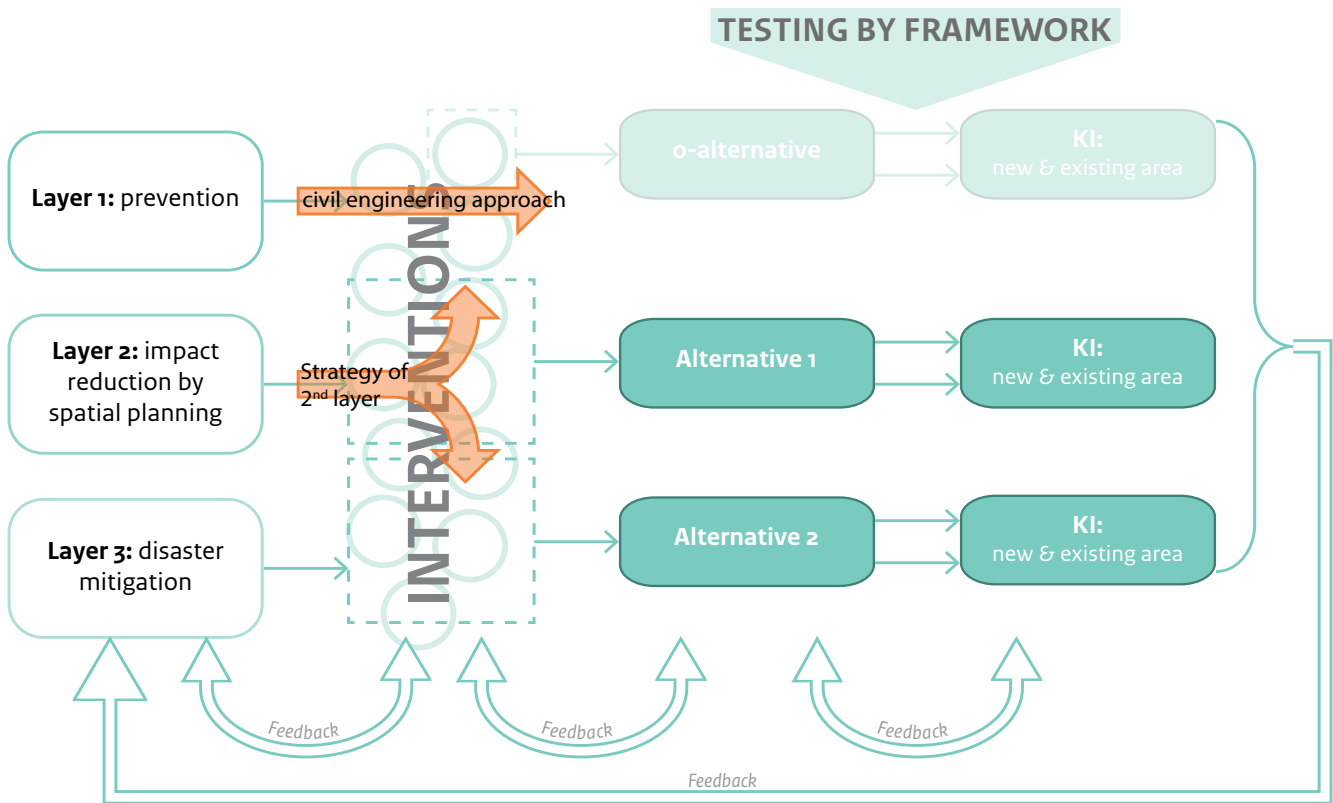 TESTING BY FRAMEWORK
Layer 1: prevention
civil engineering approach
0-alternative
KI:
new & existing area
INTERVENTIONS
Layer 2: impact
reduction by
spatial planning
Strategy of
2nd layer
Alternative 1
KI:
new & existing area
Layer 3: disaster
mitigation
Alternative 2
KI:
new & existing area
Feedback
Feedback
Feedback
Feedback